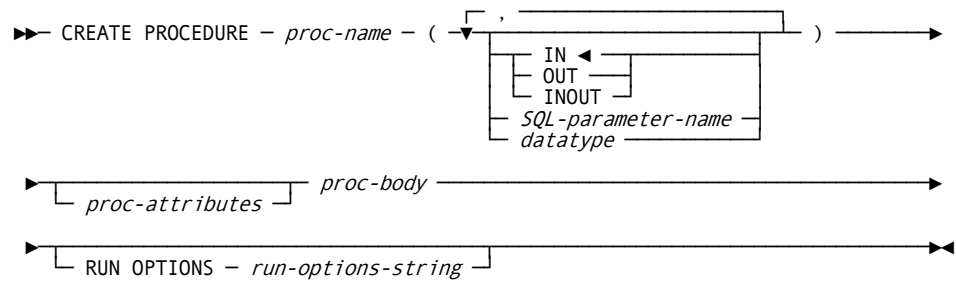 ,
CREATE PROCEDURE — proc-name — ( )
IN
OUT
INOUT
SQL-parameter-name
datatype
proc-body
proc-attributes
RUN OPTIONS — run-options-string